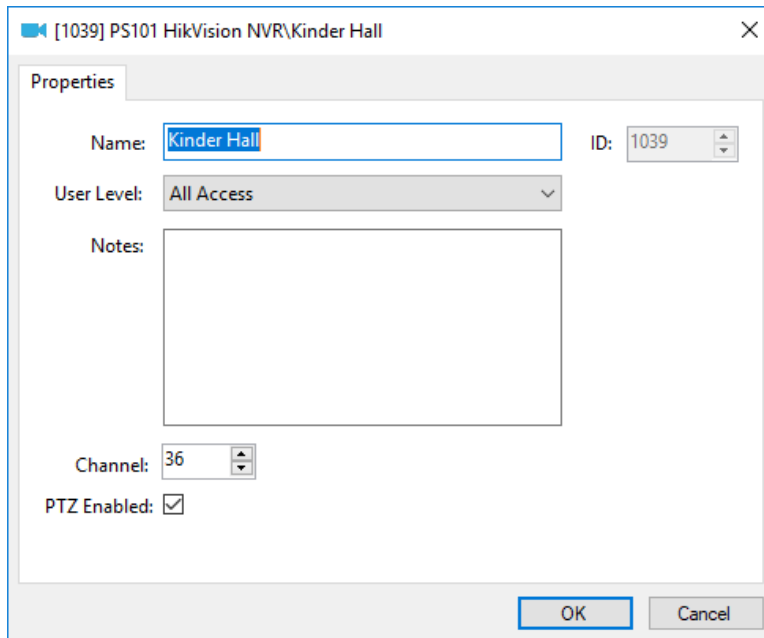 [1039] PS101 HikVision NVR\Kinder Hall
Properties
Name: Kinder Hall ID: 1039
User Level: All Access
Notes:
Channel: 36
PTZ Enabled:
OK Cancel